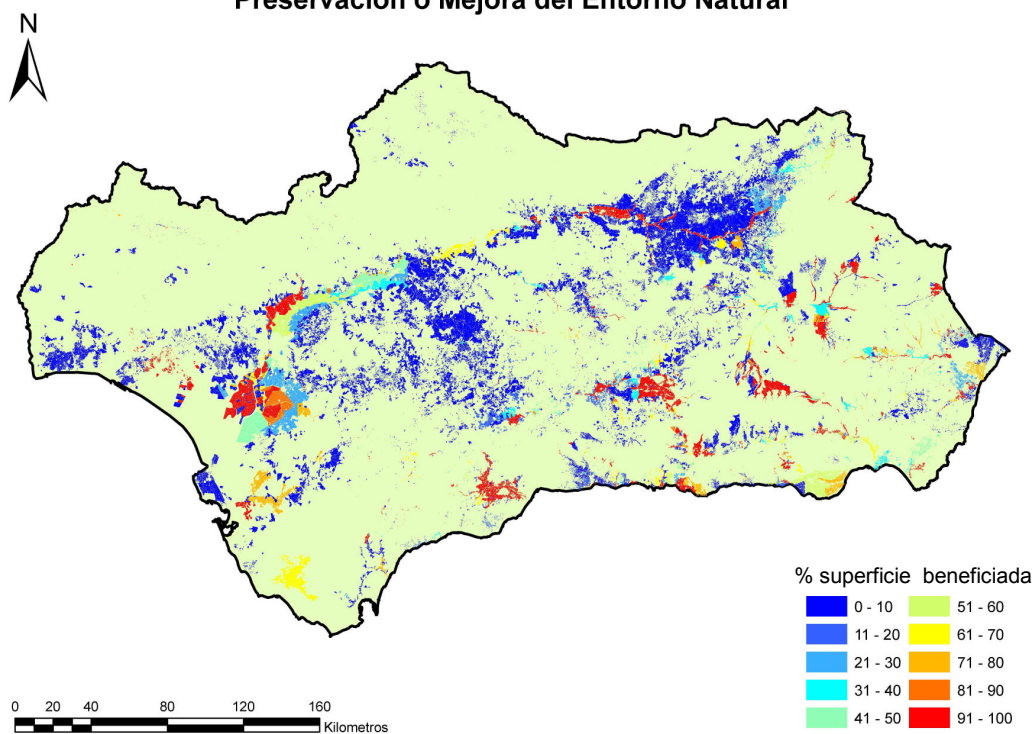 Preservación o Mejora del Entorno Natural
N
% superficie beneficiada
0 - 10 51 - 60
11 - 20 61 - 70
21 - 30 71 - 80
31 - 40 81 - 90
41 - 50 91 - 100
0 20 40 80 120 160
Kilometros